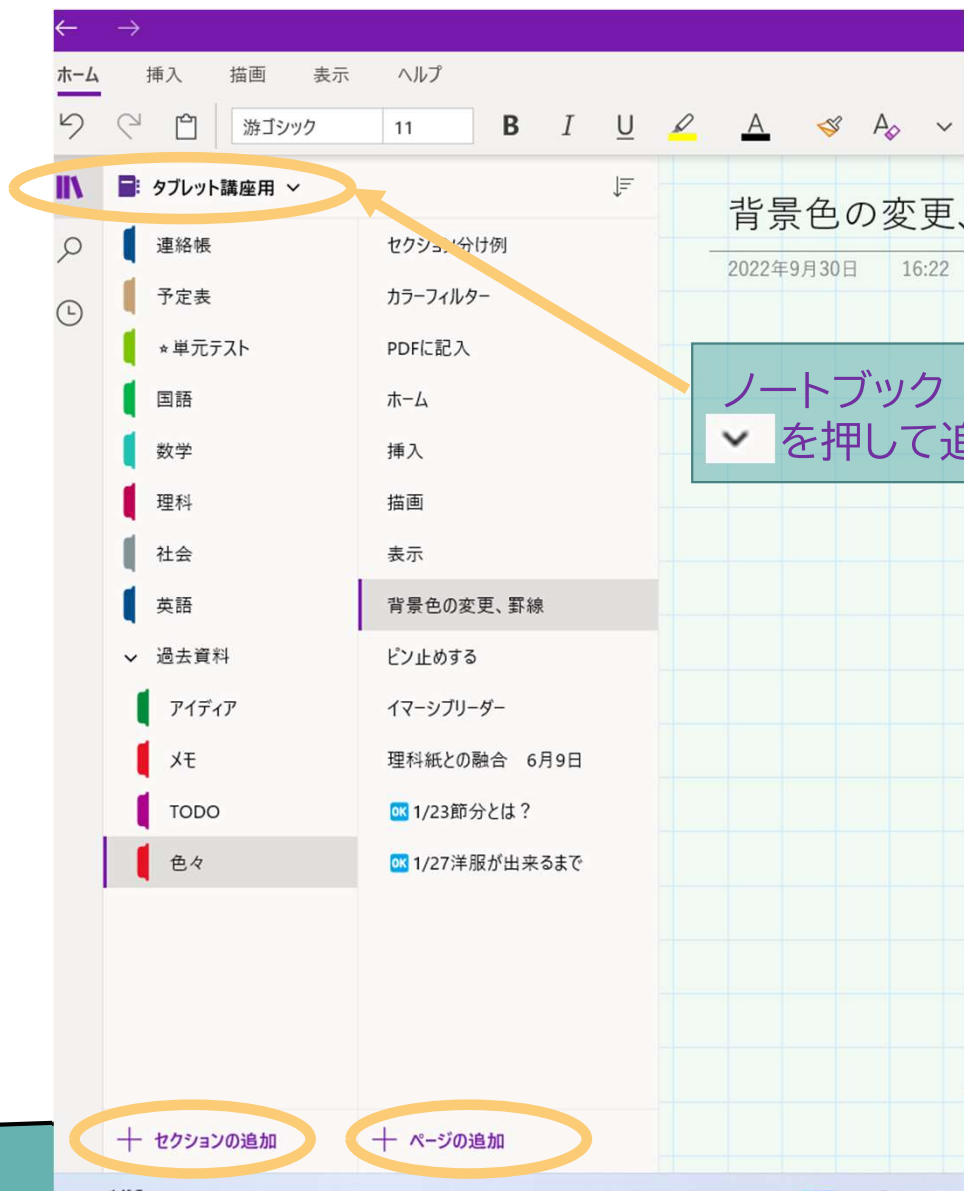 ホーム 挿入 描画 表示 ヘルプ
游ゴシック 11 B I U A A
タブレット講座用
連絡帳
予定表
⭐単元テスト
国語
数学
理科
社会
英語
過去資料
アイディア
メモ
TODO
色々
セクションの追加
セクション分け例
カラーフィルター
PDFに記入
ホーム
挿入
描画
表示
背景色の変更、罫線
ピン止めする
イマーシブリーダー
理科紙との融合 6月9日
🆗 1/23節分とは?
🆗 1/27洋服が出来るまで
ページの追加
背景色の変更、
2022年9月30日 16:22
ノートブック
を押して追